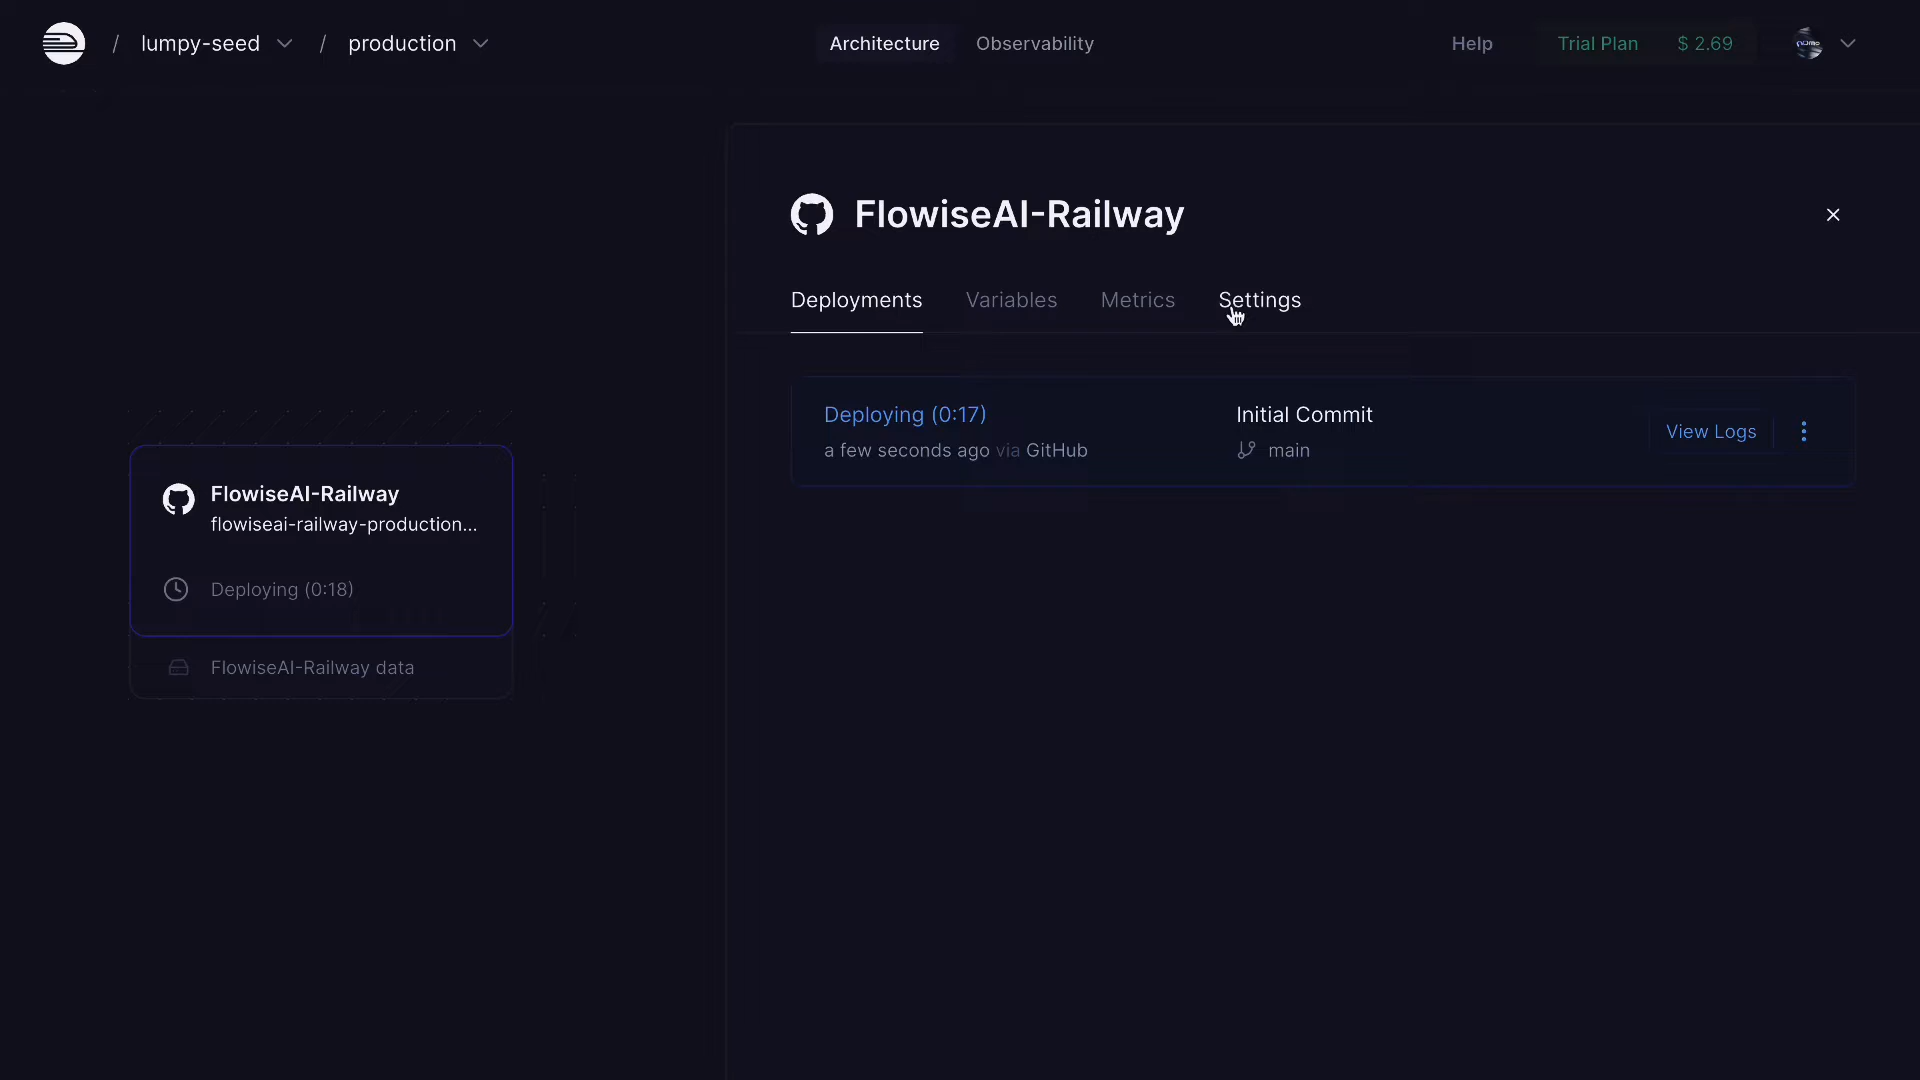 / lumpy-seed / production
Architecture Observability
Help Trial Plan $ 2.69
FlowiseAI-Railway
Deployments Variables Metrics Settings
Deploying (0:17)
a few seconds ago via GitHub
Initial Commit
main
View Logs
FlowiseAI-Railway
flowiseai-railway-production...
Deploying (0:18)
FlowiseAI-Railway data